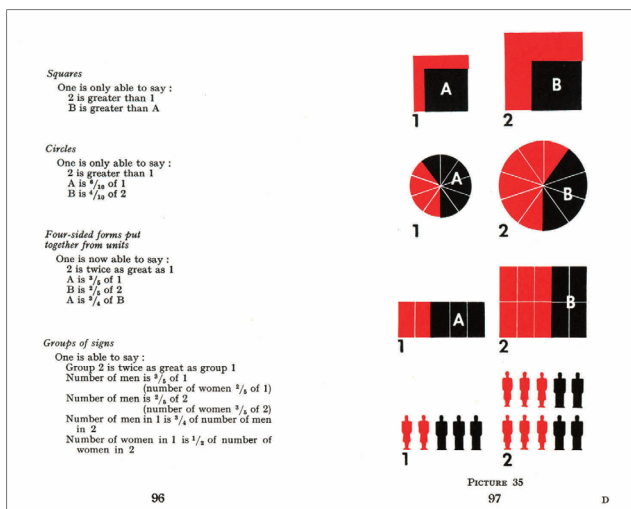 Squares
One is only able to say :
2 is greater than 1
B is greater than A
Circles
One is only able to say :
2 is greater than 1
A is 6/10 of 1
B is 4/10 of 2
Four-sided forms put
together from units
One is now able to say :
2 is twice as great as 1
A is 3/5 of 1
B is 2/5 of 2
A is 3/4 of B
Groups of signs
One is able to say :
Group 2 is twice as great as group 1
Number of men is 3/5 of 1
(number of women 2/5 of 1)
Number of men is 2/5 of 2
(number of women 3/5 of 2)
Number of men in 1 is 3/4 of number of men
in 2
Number of women in 1 is 1/3 of number of
women in 2
96
A
B
1
2
A
B
1
2
A
B
1
2
1
2
PICTURE 35
97
D